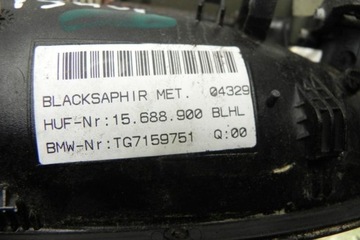 BLACKSAPHIR MET. 04329
HUF-Nr:15.688.900 BLHL
BMW-Nr:TG7159751 Q:00